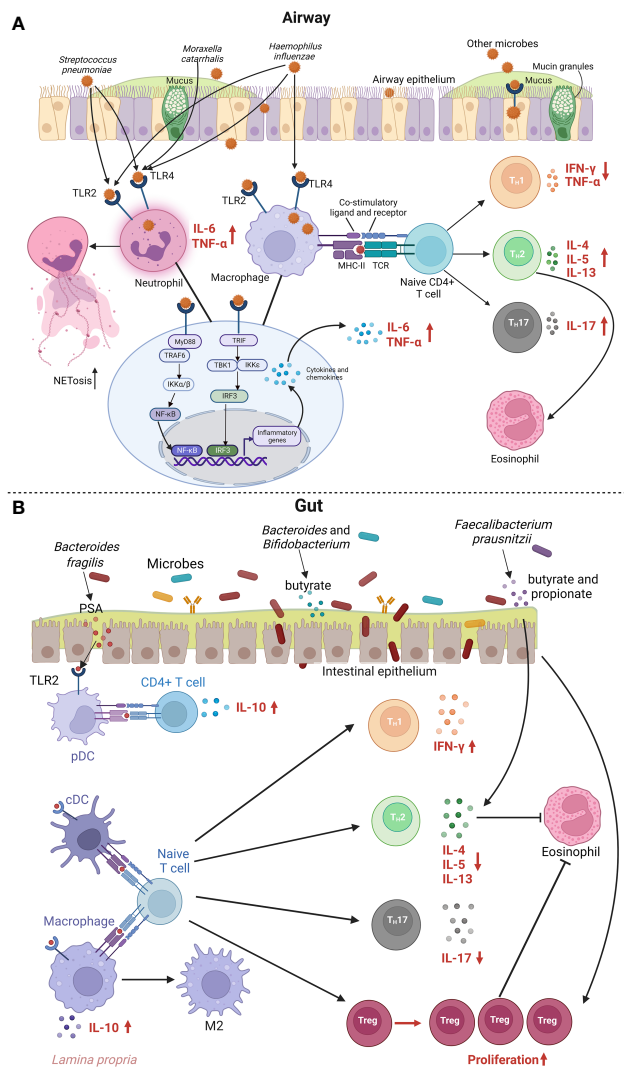 A
Airway
Streptococcus
pneumoniae
Moraxella
catarrhalis
Haemophilus
influenzae
Other microbes
Mucus
Airway epithelium
Mucus
Mucin granules
TLR2
TLR4
TLR2
TLR4
IL-6
TNF-α
Neutrophil
Macrophage
Co-stimulatory
ligand and receptor
MHC-II
TCR
Naive CD4+
T cell
TH1
IFN-γ
TNF-α
TH2
IL-4
IL-5
IL-13
TH17
IL-17
NETosis
MyD88
TRAF6
IKKα/β
NF-κB
NF-κB
TRIF
TBK1
IKKε
IRF3
IRF3
Cytokines and
chemokines
Inflammatory
genes
IL-6
TNF-α
Eosinophil
B
Gut
Bacteroides
fragilis
Microbes
Bacteroides and
Bifidobacterium
Faecalibacterium
prausnitzii
PSA
butyrate
butyrate and
propionate
Intestinal epithelium
TLR2
CD4+ T cell
IL-10
pDC
TH1
IFN-γ
cDC
Naive
T cell
TH2
IL-4
IL-5
IL-13
Eosinophil
Macrophage
TH17
IL-17
IL-10
M2
Treg
Treg
Treg
Treg
Proliferation
Lamina propria